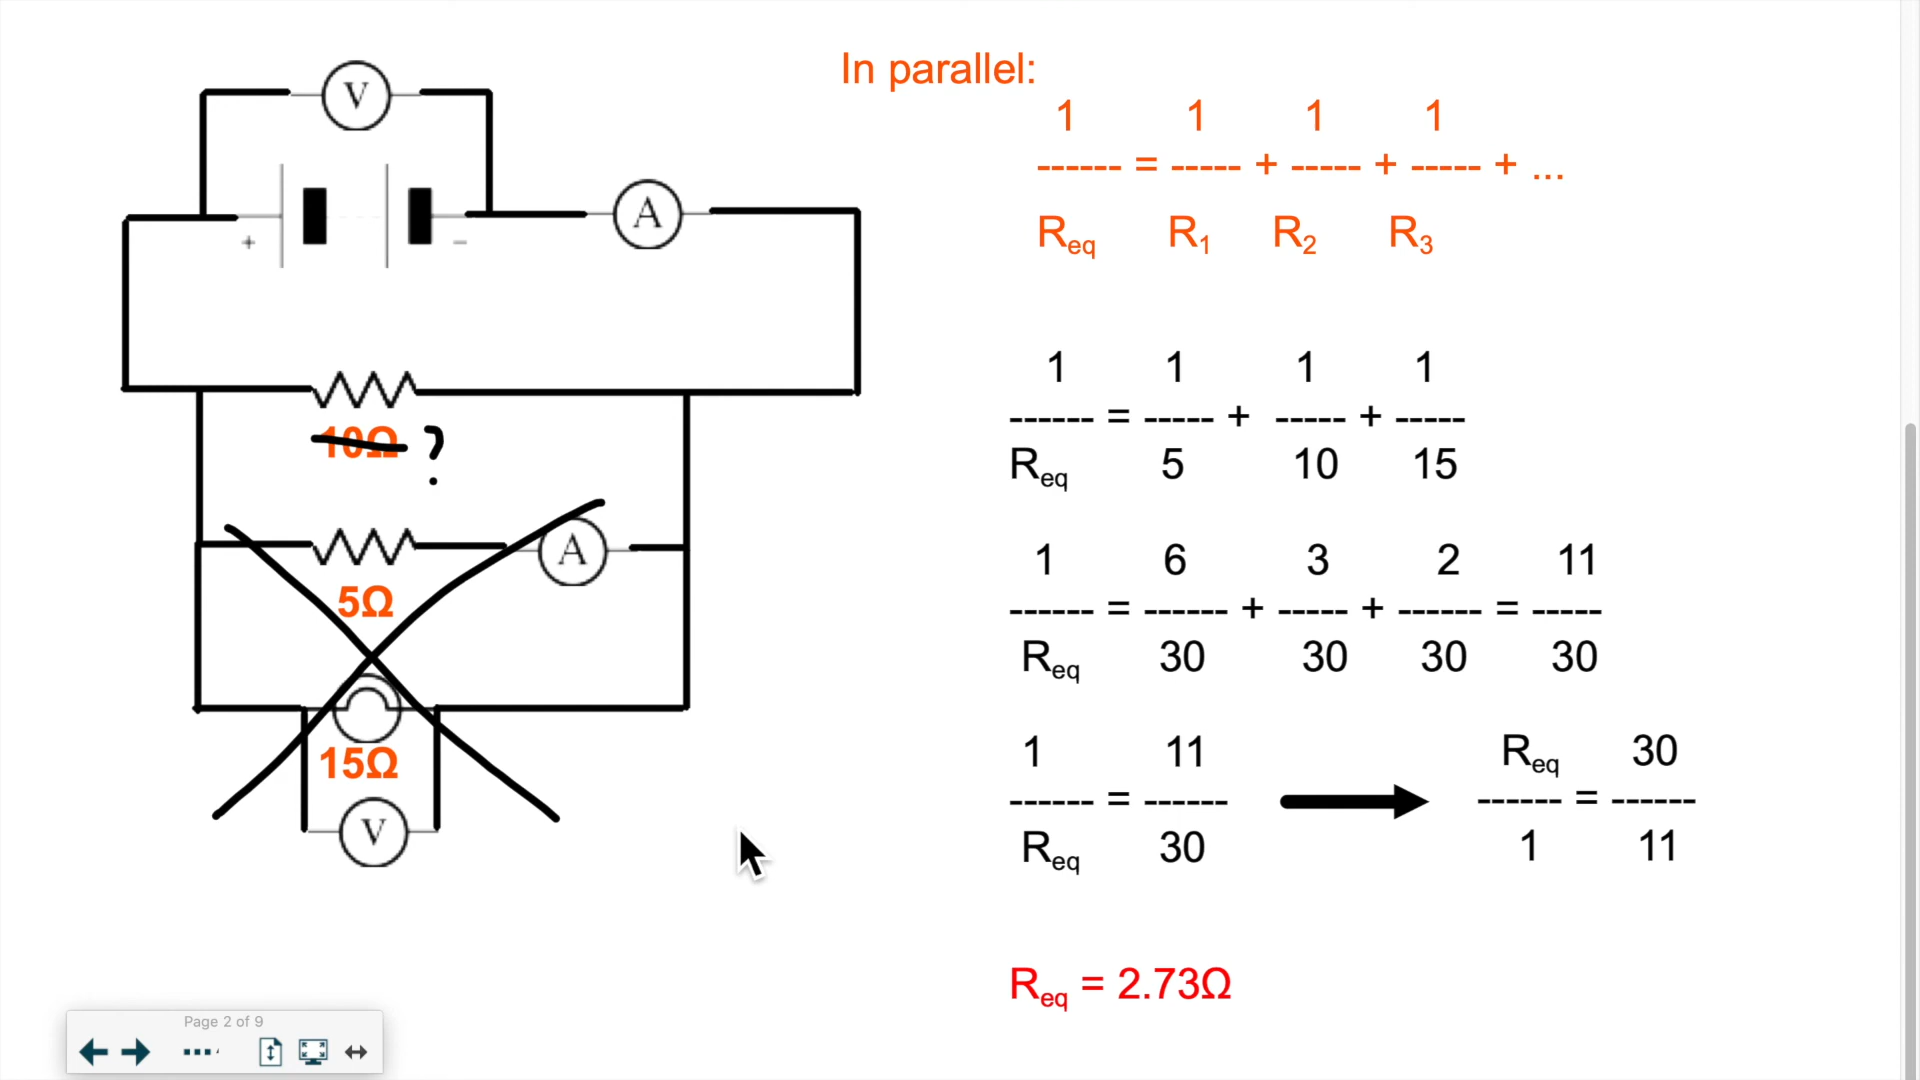 V
+
−
A
10Ω ?
5Ω
A
15Ω
V
In parallel:
1 1 1 1
------ = ----- + ----- + ----- + ...
Req R1 R2 R3
1 1 1 1
------ = ----- + ----- + -----
Req 5 10 15
1 6 3 2 11
------ = ------ + ----- + ------ = -----
Req 30 30 30 30
1 11
------ = ------
Req 30
Req 30
------ = ------
1 11
Req = 2.73Ω
Page 2 of 9